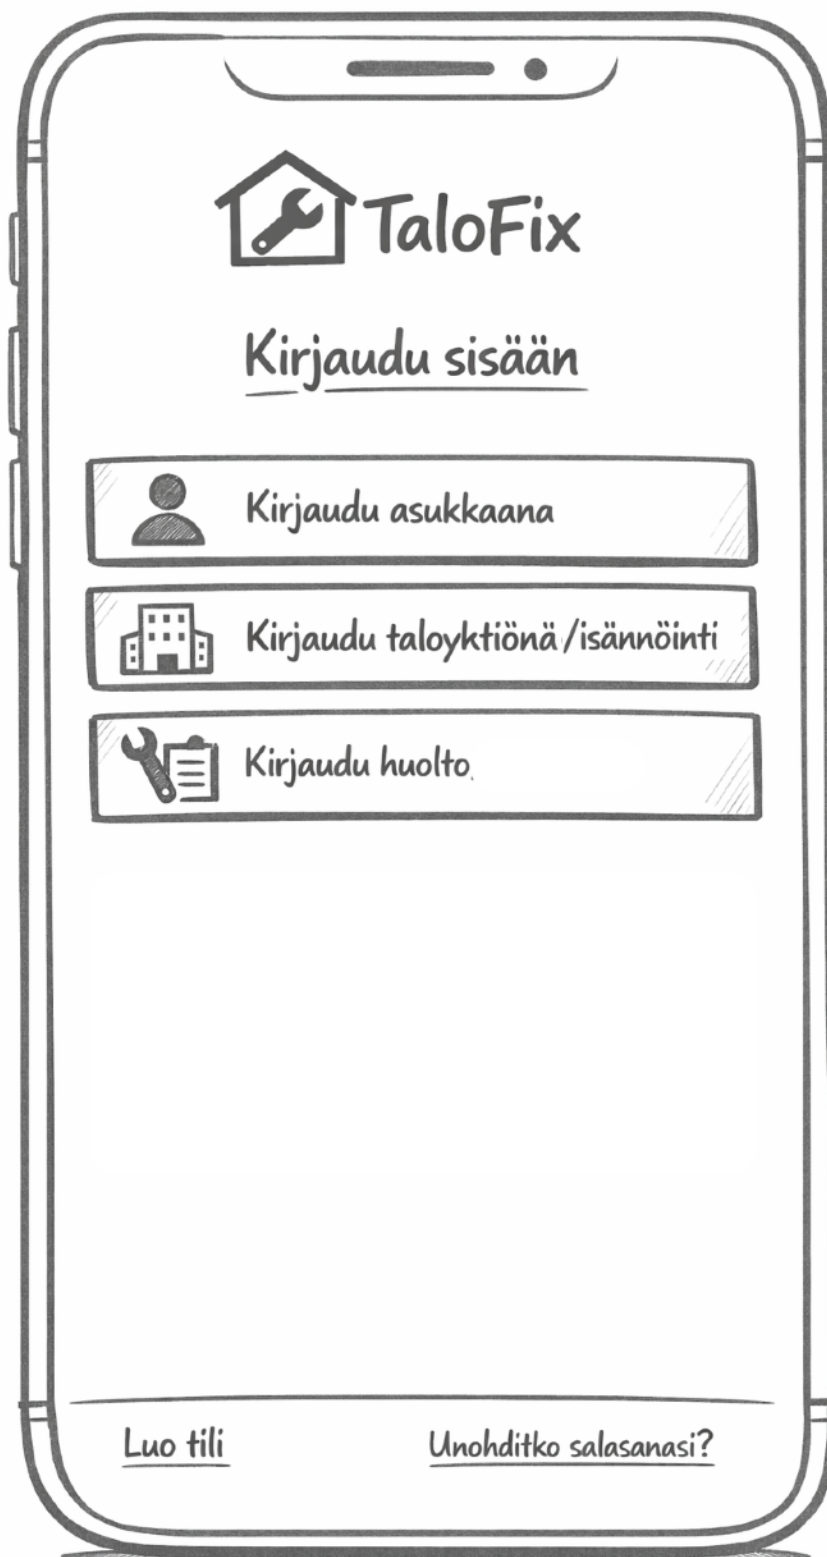 TaloFix
Kirjaudu sisään
Kirjaudu asukkaana
Kirjaudu taloyktiönä/isännöinti
Kirjaudu huolto
Luo tili
Unohditko salasanasi?